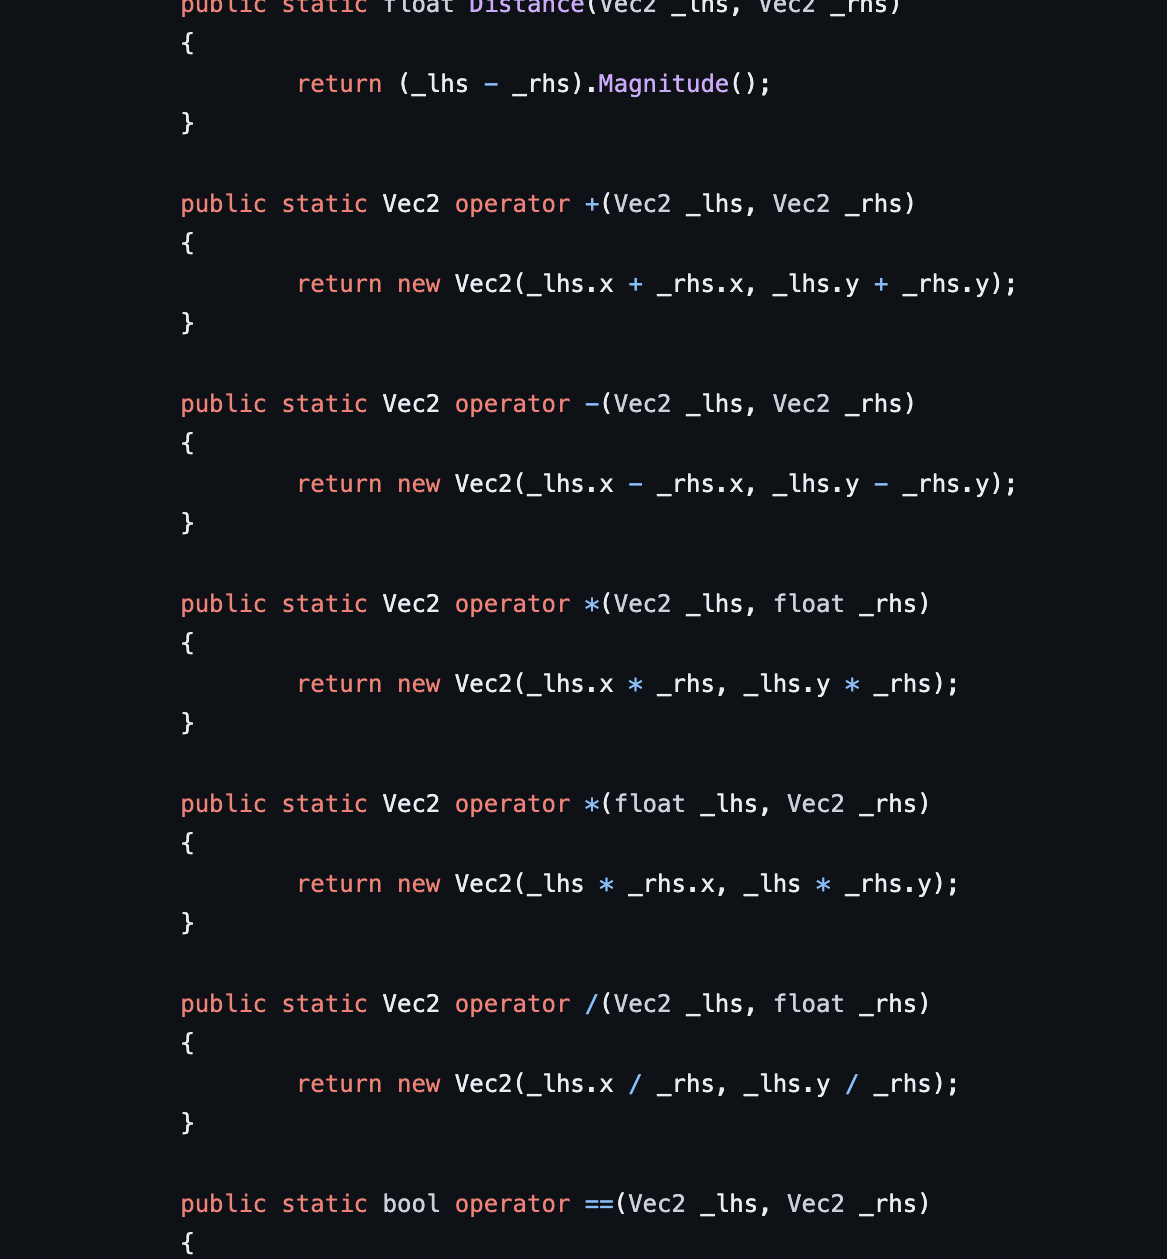 public static float Distance(Vec2 _lhs, Vec2 _rhs)
{
return (_lhs - _rhs).Magnitude();
}
public static Vec2 operator +(Vec2 _lhs, Vec2 _rhs)
{
return new Vec2(_lhs.x + _rhs.x, _lhs.y + _rhs.y);
}
public static Vec2 operator -(Vec2 _lhs, Vec2 _rhs)
{
return new Vec2(_lhs.x - _rhs.x, _lhs.y - _rhs.y);
}
public static Vec2 operator *(Vec2 _lhs, float _rhs)
{
return new Vec2(_lhs.x * _rhs, _lhs.y * _rhs);
}
public static Vec2 operator *(float _lhs, Vec2 _rhs)
{
return new Vec2(_lhs * _rhs.x, _lhs * _rhs.y);
}
public static Vec2 operator /(Vec2 _lhs, float _rhs)
{
return new Vec2(_lhs.x / _rhs, _lhs.y / _rhs);
}
public static bool operator ==(Vec2 _lhs, Vec2 _rhs)
{